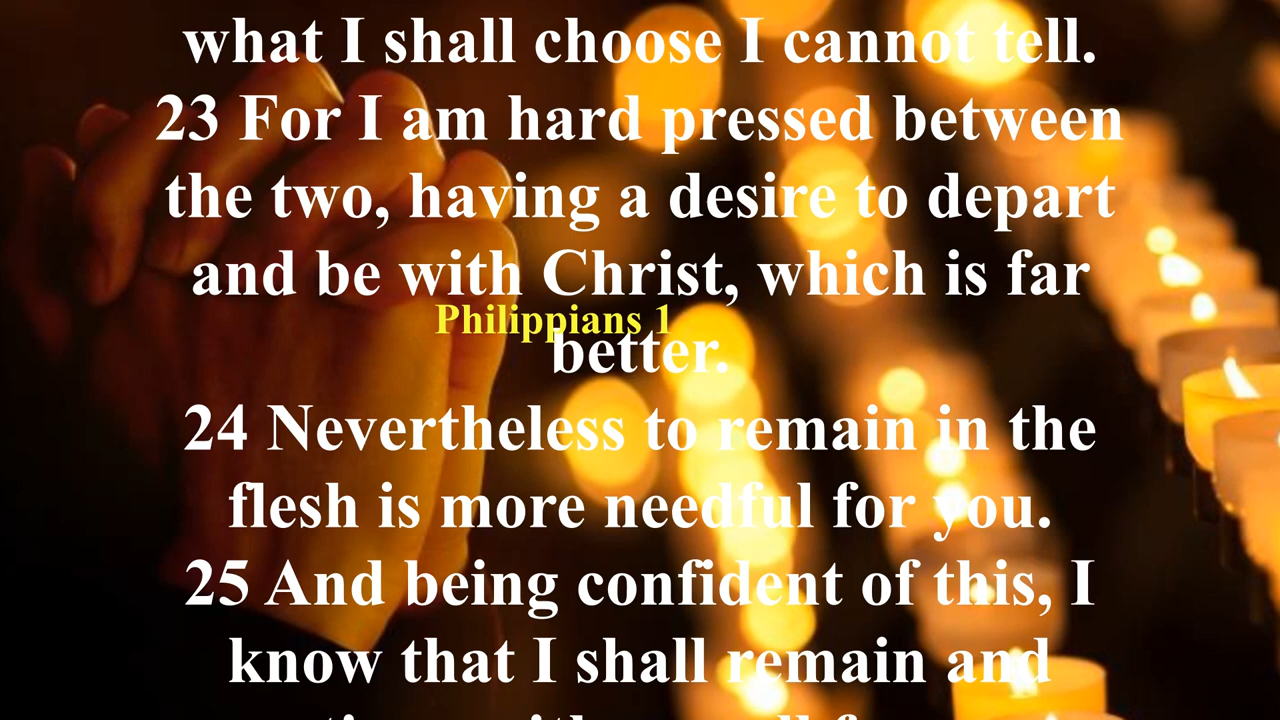 what I shall choose I cannot tell.
23 For I am hard pressed between
the two, having a desire to depart
and be with Christ, which is far
Philippians 1
better.
24 Nevertheless to remain in the
flesh is more needful for you.
25 And being confident of this, I
know that I shall remain and